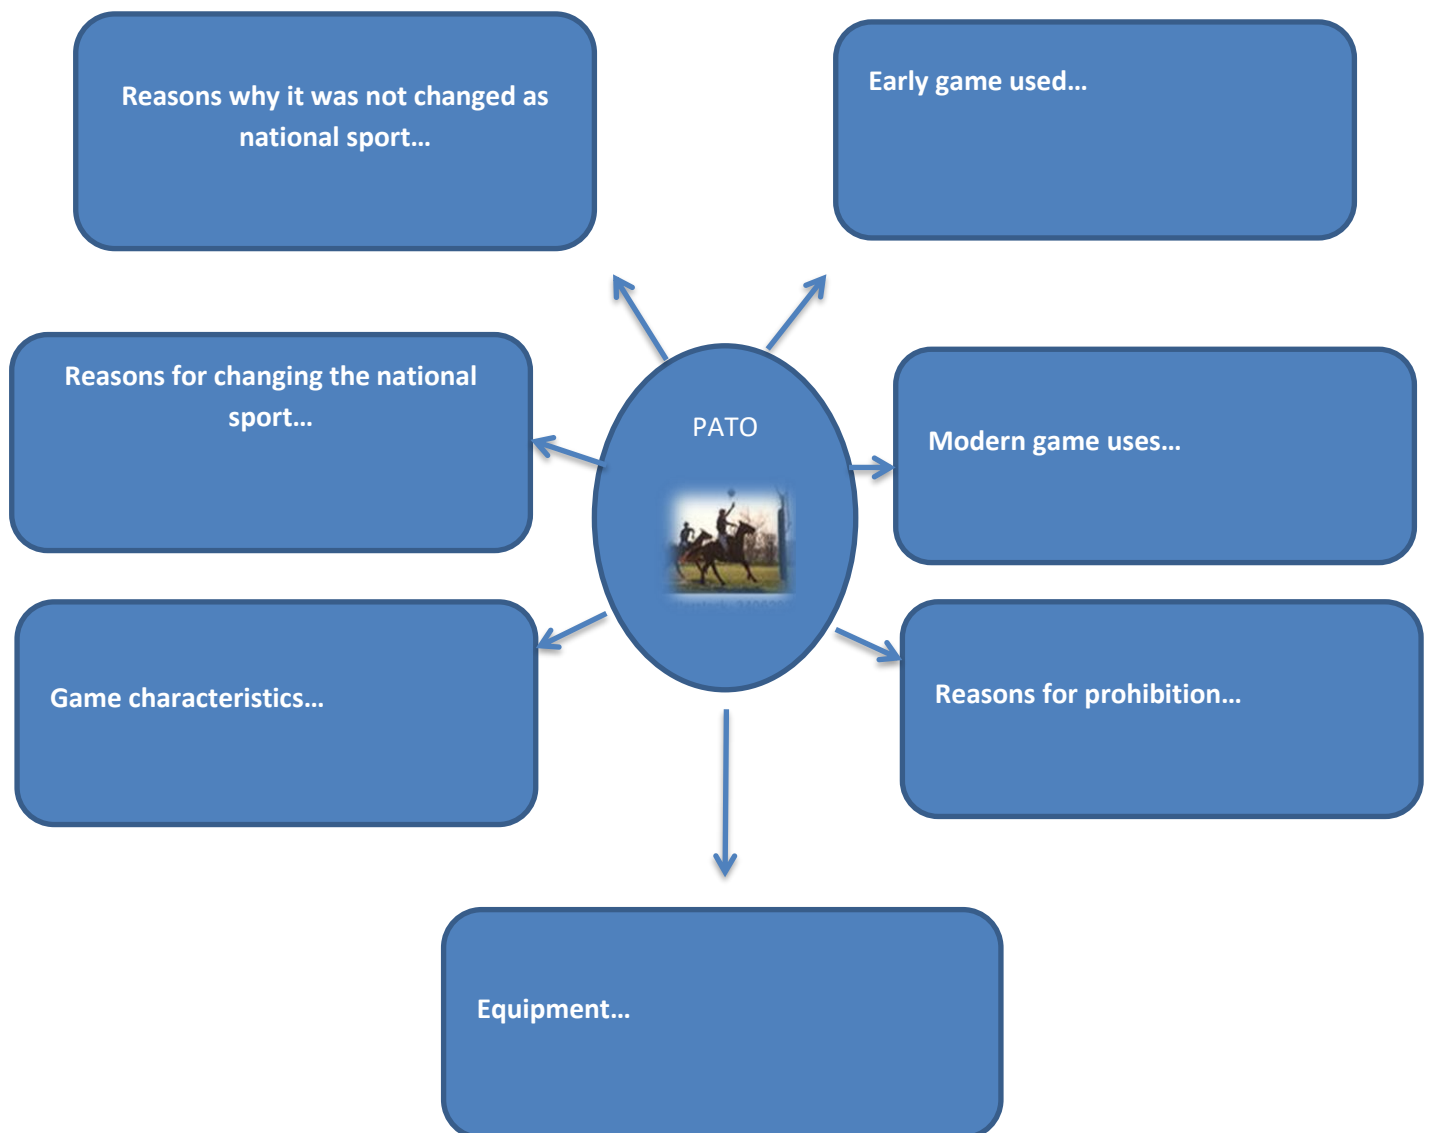 Reasons why it was not changed as
national sport…
Early game used…
Reasons for changing the national
sport…
PATO
Modern game uses…
Game characteristics…
Reasons for prohibition…
Equipment…